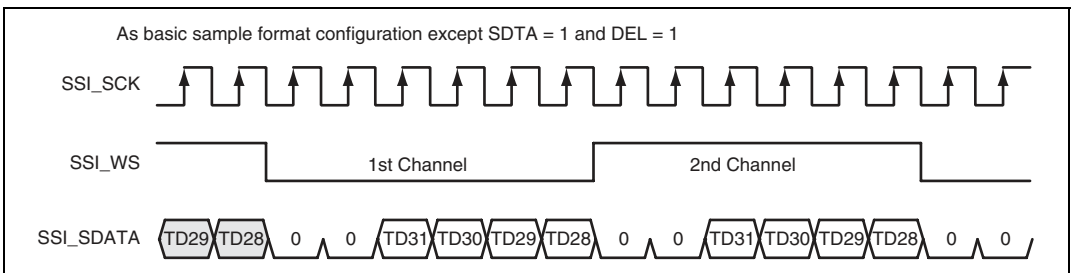 As basic sample format configuration except SDTA = 1 and DEL = 1
SSI_SCK
SSI_WS 1st Channel 2nd Channel
SSI_SDATA TD29 TD28 0 0 TD31 TD30 TD29 TD28 0 0 TD31 TD30 TD29 TD28 0 0